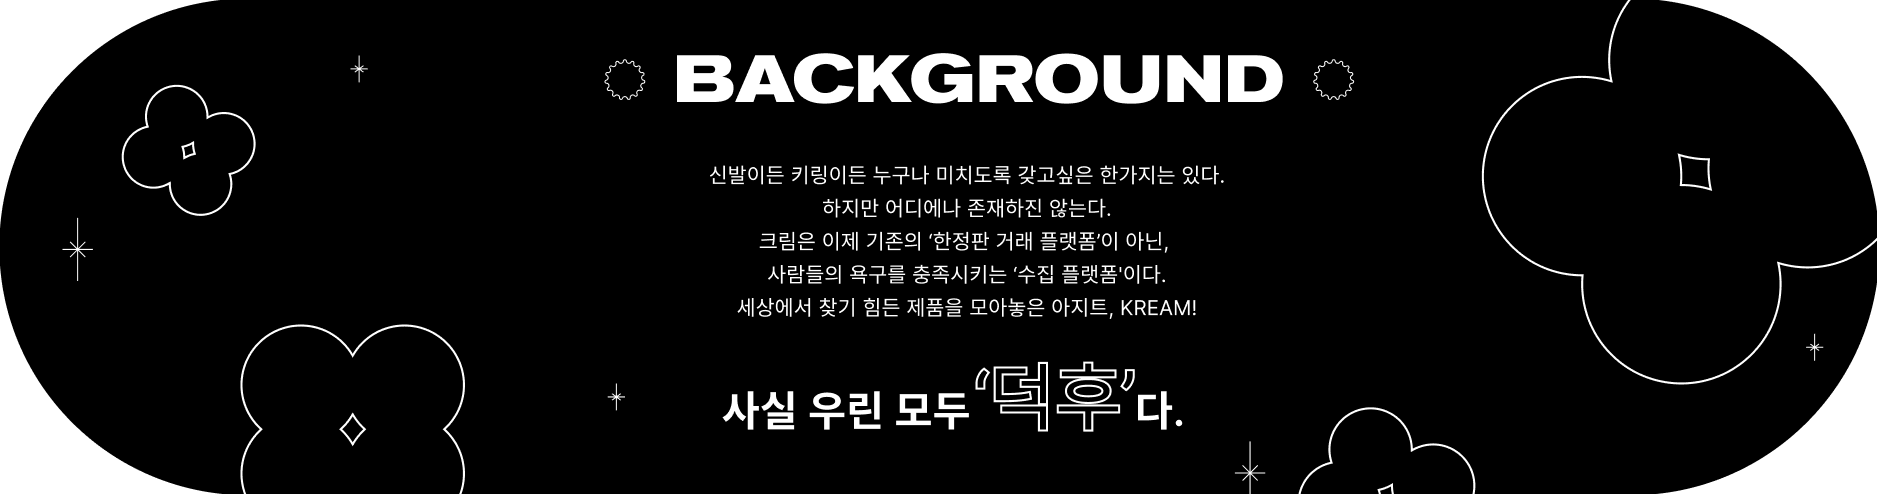 BACKGROUND
신발이든 키링이든 누구나 미치도록 갖고싶은 한가지는 있다.
하지만 어디에나 존재하진 않는다.
크림은 이제 기존의 ‘한정판 거래 플랫폼’이 아닌,
사람들의 욕구를 충족시키는 ‘수집 플랫폼'이다.
세상에서 찾기 힘든 제품을 모아놓은 아지트, KREAM!
사실 우린 모두 ‘덕후’다.